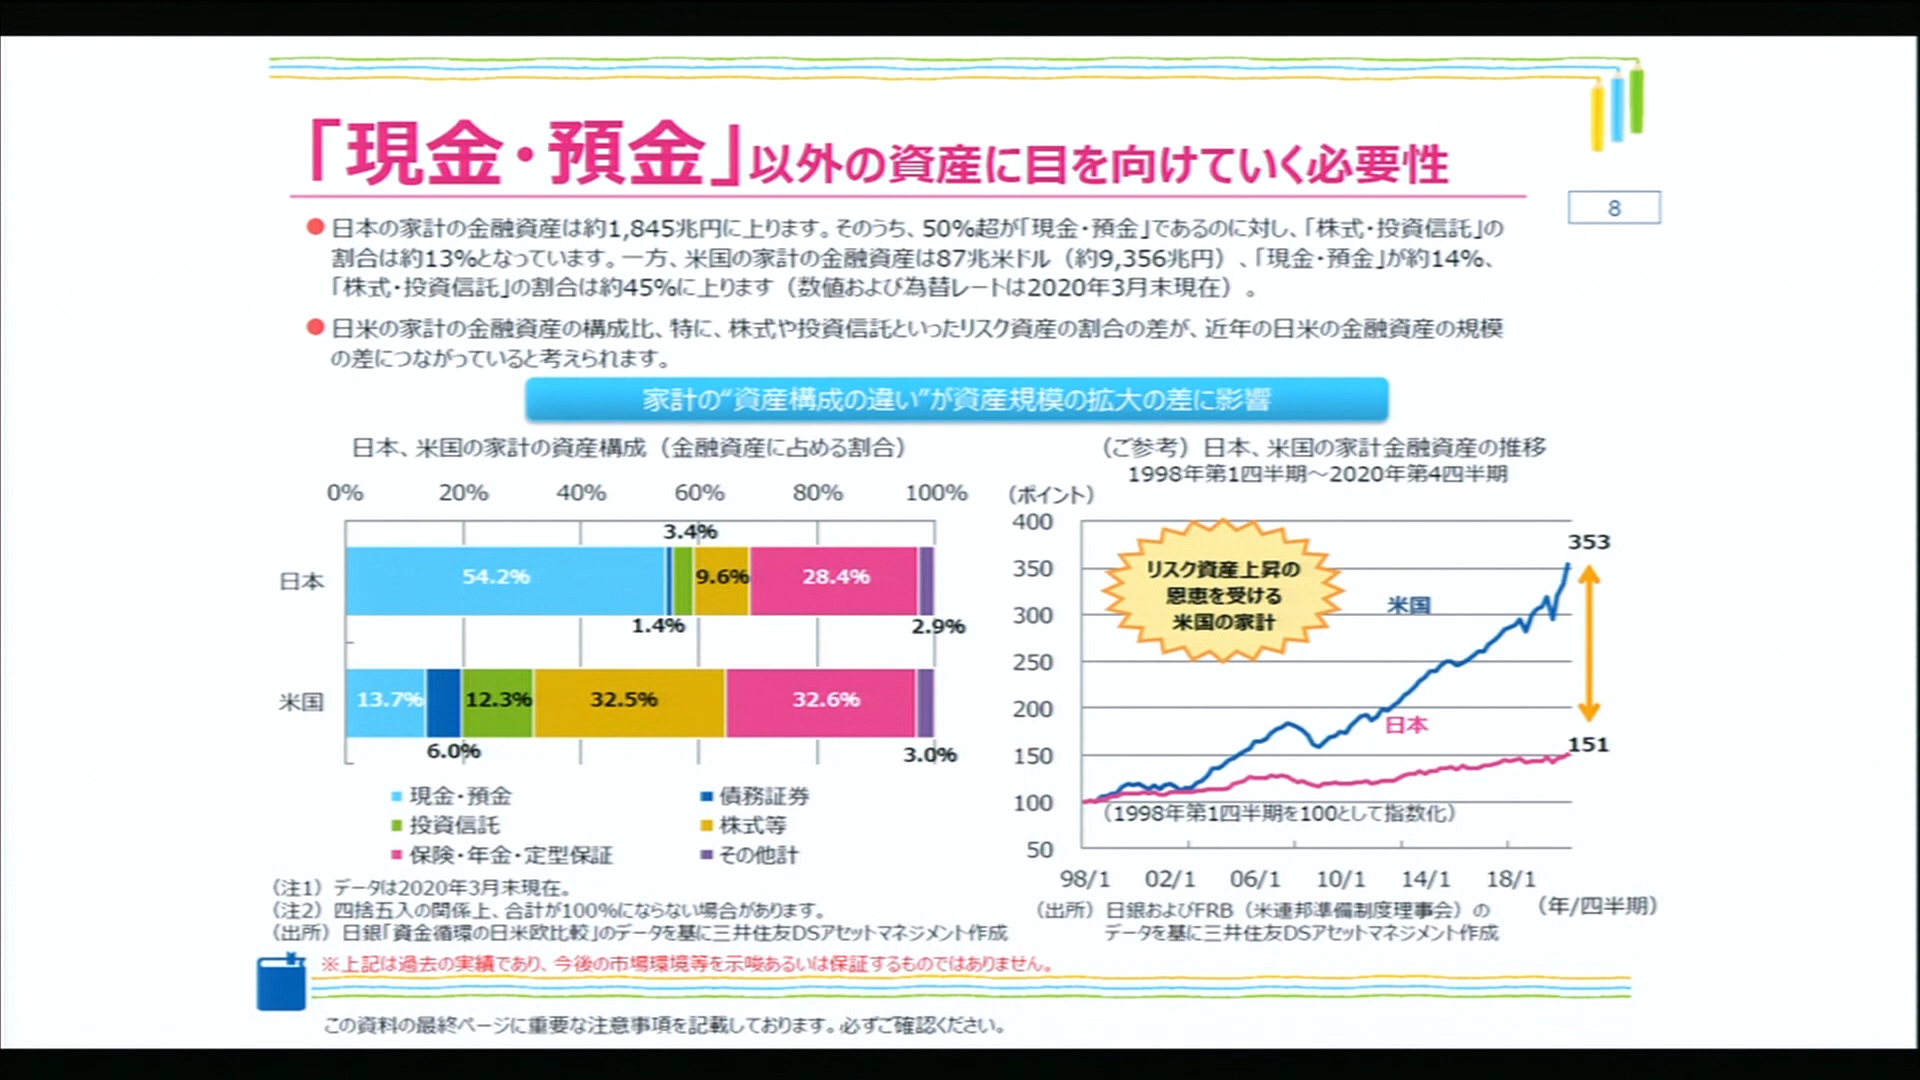 「現金・預金」以外の資産に目を向けていく必要性
8
●日本の家計の金融資産は約1,845兆円に上ります。そのうち、50%超が「現金・預金」であるのに対し、「株式・投資信託」の
割合は約13%となっています。一方、米国の家計の金融資産は87兆米ドル（約9,356兆円）、「現金・預金」が約14%、
「株式・投資信託」の割合は約45%に上ります（数値および為替レートは2020年3月末現在）。
●日米の家計の金融資産の構成比、特に、株式や投資信託といったリスク資産の割合の差が、近年の日米の金融資産の規模
の差につながっていると考えられます。
家計の“資産構成の違い”が資産規模の拡大の差に影響
日本、米国の家計の資産構成（金融資産に占める割合）
0% 20% 40% 60% 80% 100%
3.4%
日本 54.2% 9.6% 28.4%
1.4% 2.9%
米国 13.7% 12.3% 32.5% 32.6%
6.0% 3.0%
現金・預金 債務証券
投資信託 株式等
保険・年金・定型保証 その他計
（注1）データは2020年3月末現在。
（注2）四捨五入の関係上、合計が100%にならない場合があります。
（出所）日銀「資金循環の日米欧比較」のデータを基に三井住友DSアセットマネジメント作成
（ご参考）日本、米国の家計金融資産の推移
1998年第1四半期～2020年第4四半期
（ポイント）
400
353
350
300
250
200
150
100
50
リスク資産上昇の
恩恵を受ける
米国の家計
米国
日本
151
（1998年第1四半期を100として指数化）
98/1 02/1 06/1 10/1 14/1 18/1
（年/四半期）
（出所）日銀およびFRB（米連邦準備制度理事会）の
データを基に三井住友DSアセットマネジメント作成
※上記は過去の実績であり、今後の市場環境等を示唆あるいは保証するものではありません。
この資料の最終ページに重要な注意事項を記載しております。必ずご確認ください。